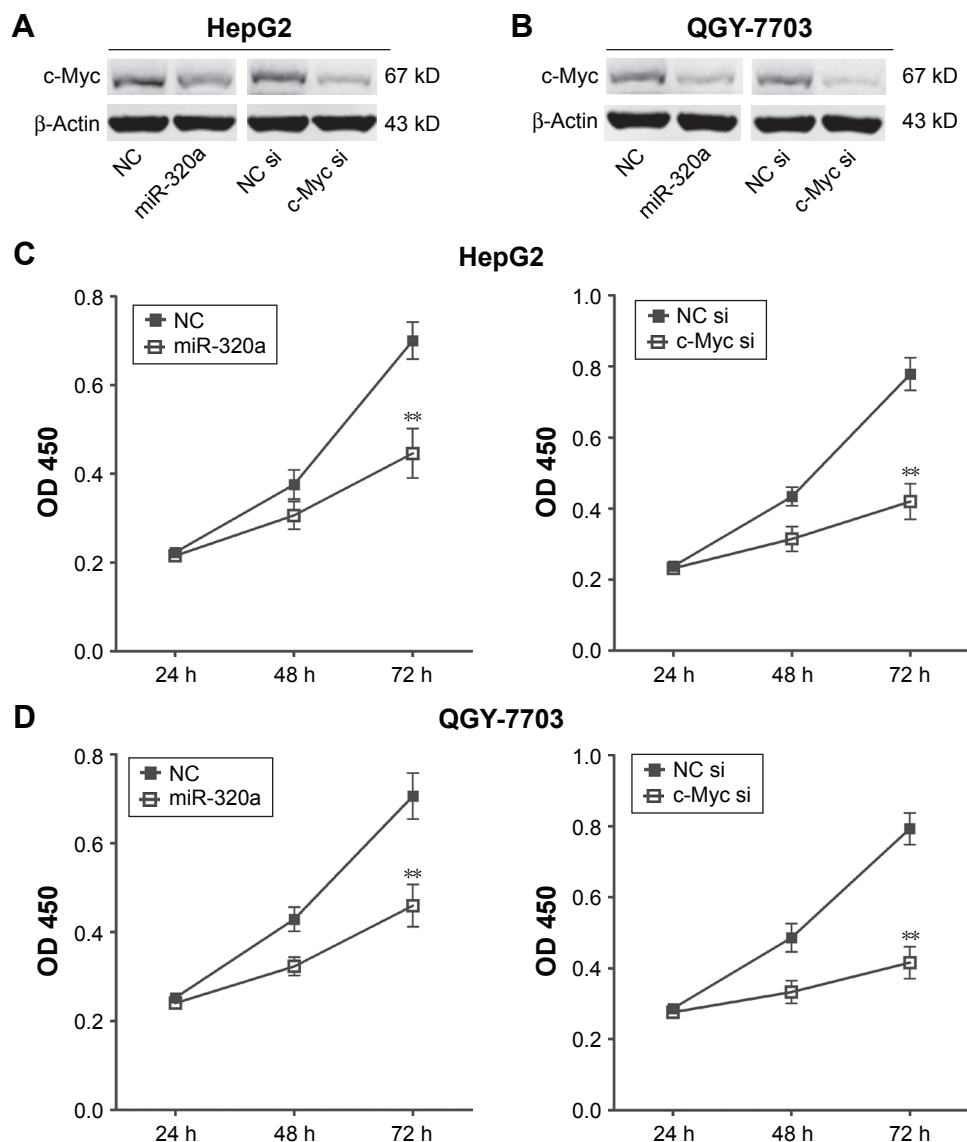 A
HepG2
c-Myc
67 kD
β-Actin
43 kD
NC
miR-320a
NC si
c-Myc si
B
QGY-7703
c-Myc
67 kD
β-Actin
43 kD
NC
miR-320a
NC si
c-Myc si
C
HepG2
0.8
0.6
0.4
0.2
0.0
OD 450
NC
miR-320a
**
24 h 48 h 72 h
1.0
0.8
0.6
0.4
0.2
0.0
OD 450
NC si
c-Myc si
**
24 h 48 h 72 h
D
QGY-7703
0.8
0.6
0.4
0.2
0.0
OD 450
NC
miR-320a
**
24 h 48 h 72 h
1.0
0.8
0.6
0.4
0.2
0.0
OD 450
NC si
c-Myc si
**
24 h 48 h 72 h